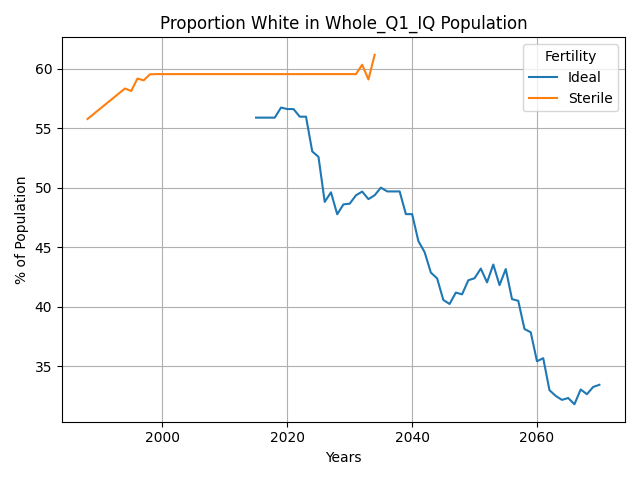 Proportion White in Whole_Q1_IQ Population
Fertility
Ideal
Sterile
% of Population
60
55
50
45
40
35
2000
2020
2040
2060
Years